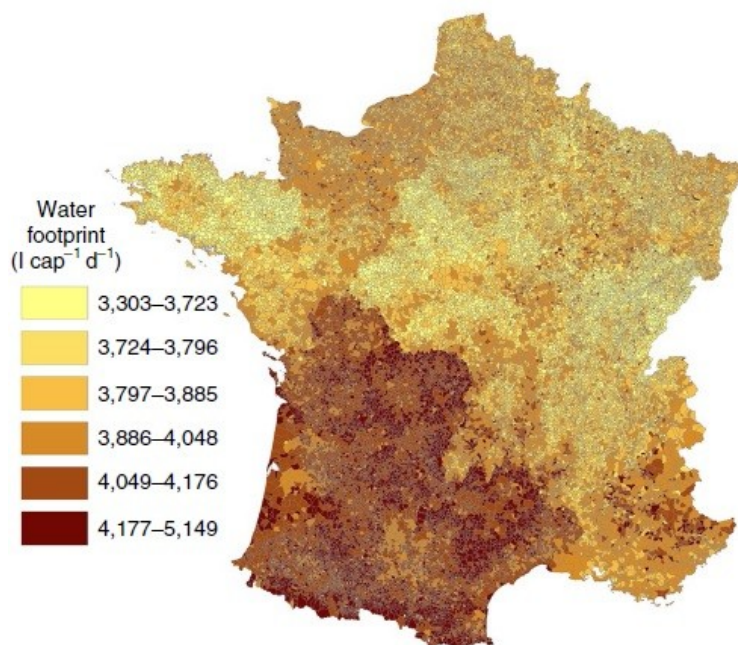 Water
footprint
(l cap⁻¹ d⁻¹)
3,303–3,723
3,724–3,796
3,797–3,885
3,886–4,048
4,049–4,176
4,177–5,149